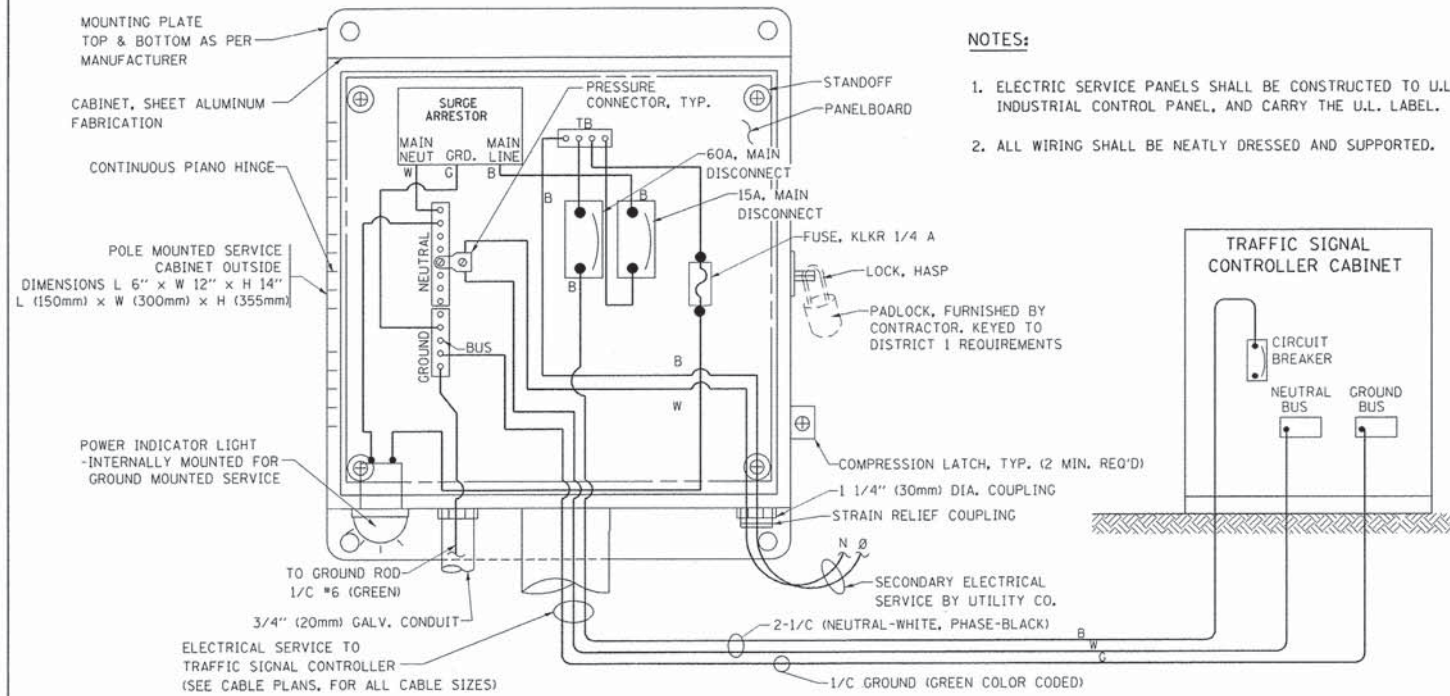 MOUNTING PLATE
TOP & BOTTOM AS PER
MANUFACTURER
CABINET, SHEET ALUMINUM
FABRICATION
CONTINUOUS PIANO HINGE
POLE MOUNTED SERVICE
CABINET OUTSIDE
DIMENSIONS L 6" × W 12" × H 14"
L (150mm) × W (300mm) × H (355mm)
POWER INDICATOR LIGHT
-INTERNALLY MOUNTED FOR
GROUND MOUNTED SERVICE
TO GROUND ROD
1/C #6 (GREEN)
3/4" (20mm) GALV. CONDUIT
ELECTRICAL SERVICE TO
TRAFFIC SIGNAL CONTROLLER
(SEE CABLE PLANS, FOR ALL CABLE SIZES)
SURGE
ARRESTOR
MAIN
NEUT
GRD.
MAIN
LINE
W
G
B
PRESSURE
CONNECTOR, TYP.
TB
NEUTRAL
GROUND
BUS
B
B
B
B
W
STANDOFF
PANELBOARD
60A, MAIN
DISCONNECT
15A, MAIN
DISCONNECT
FUSE, KLKR 1/4 A
LOCK, HASP
PADLOCK, FURNISHED BY
CONTRACTOR. KEYED TO
DISTRICT 1 REQUIREMENTS
COMPRESSION LATCH, TYP. (2 MIN. REQ'D)
1 1/4" (30mm) DIA. COUPLING
STRAIN RELIEF COUPLING
N Ø
SECONDARY ELECTRICAL
SERVICE BY UTILITY CO.
2-1/C (NEUTRAL-WHITE, PHASE-BLACK)
B
W
G
1/C GROUND (GREEN COLOR CODED)
NOTES:
1. ELECTRIC SERVICE PANELS SHALL BE CONSTRUCTED TO U.L
INDUSTRIAL CONTROL PANEL, AND CARRY THE U.L. LABEL.
2. ALL WIRING SHALL BE NEATLY DRESSED AND SUPPORTED.
TRAFFIC SIGNAL
CONTROLLER CABINET
CIRCUIT
BREAKER
NEUTRAL
BUS
GROUND
BUS